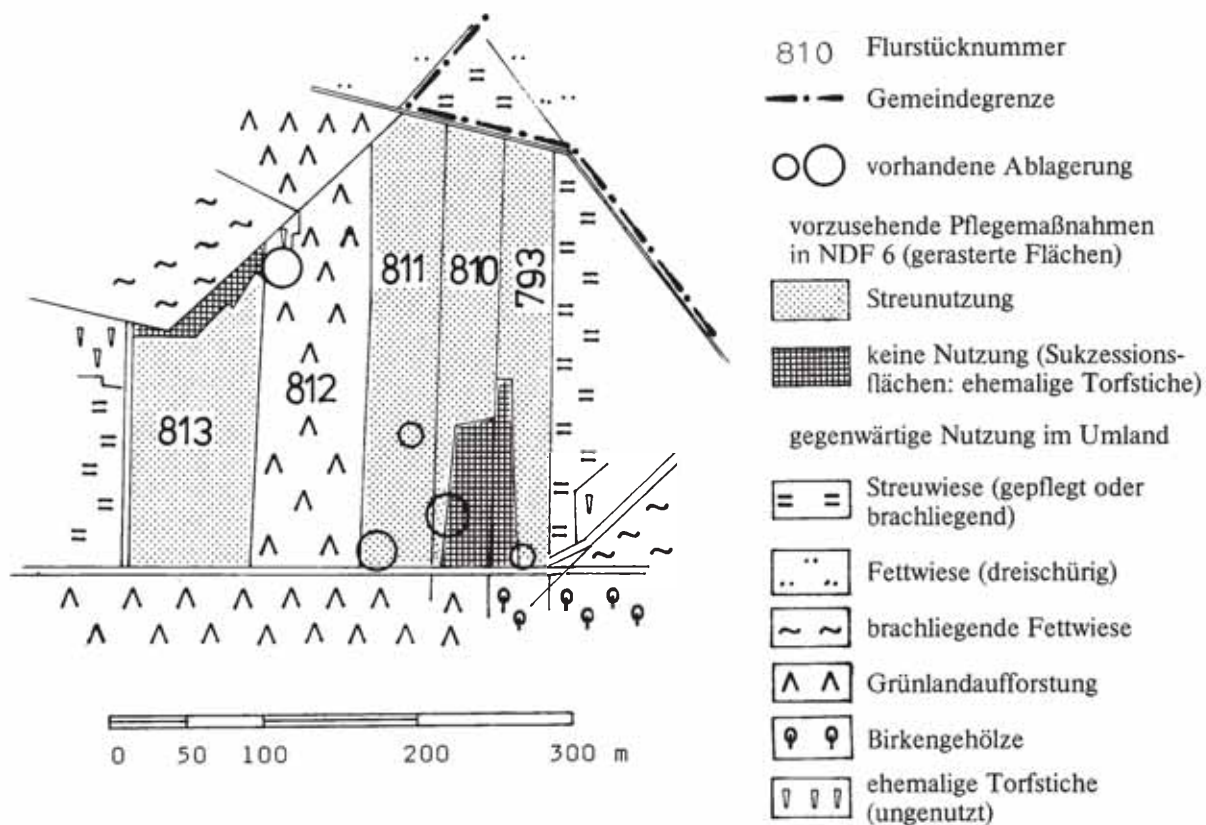 811
810
793
812
813
0 50 100 200 300 m
810 Flurstücknummer
Gemeindegrenze
vorhandene Ablagerung
vorzusehende Pflegemaßnahmen
in NDF 6 (gerasterte Flächen)
Streunutzung
keine Nutzung (Sukzessions-
flächen: ehemalige Torfstiche)
gegenwärtige Nutzung im Umland
Streuwiese (gepflegt oder
brachliegend)
Fettwiese (dreischürig)
brachliegende Fettwiese
Grünlandaufforstung
Birkengehölze
ehemalige Torfstiche
(ungenutzt)